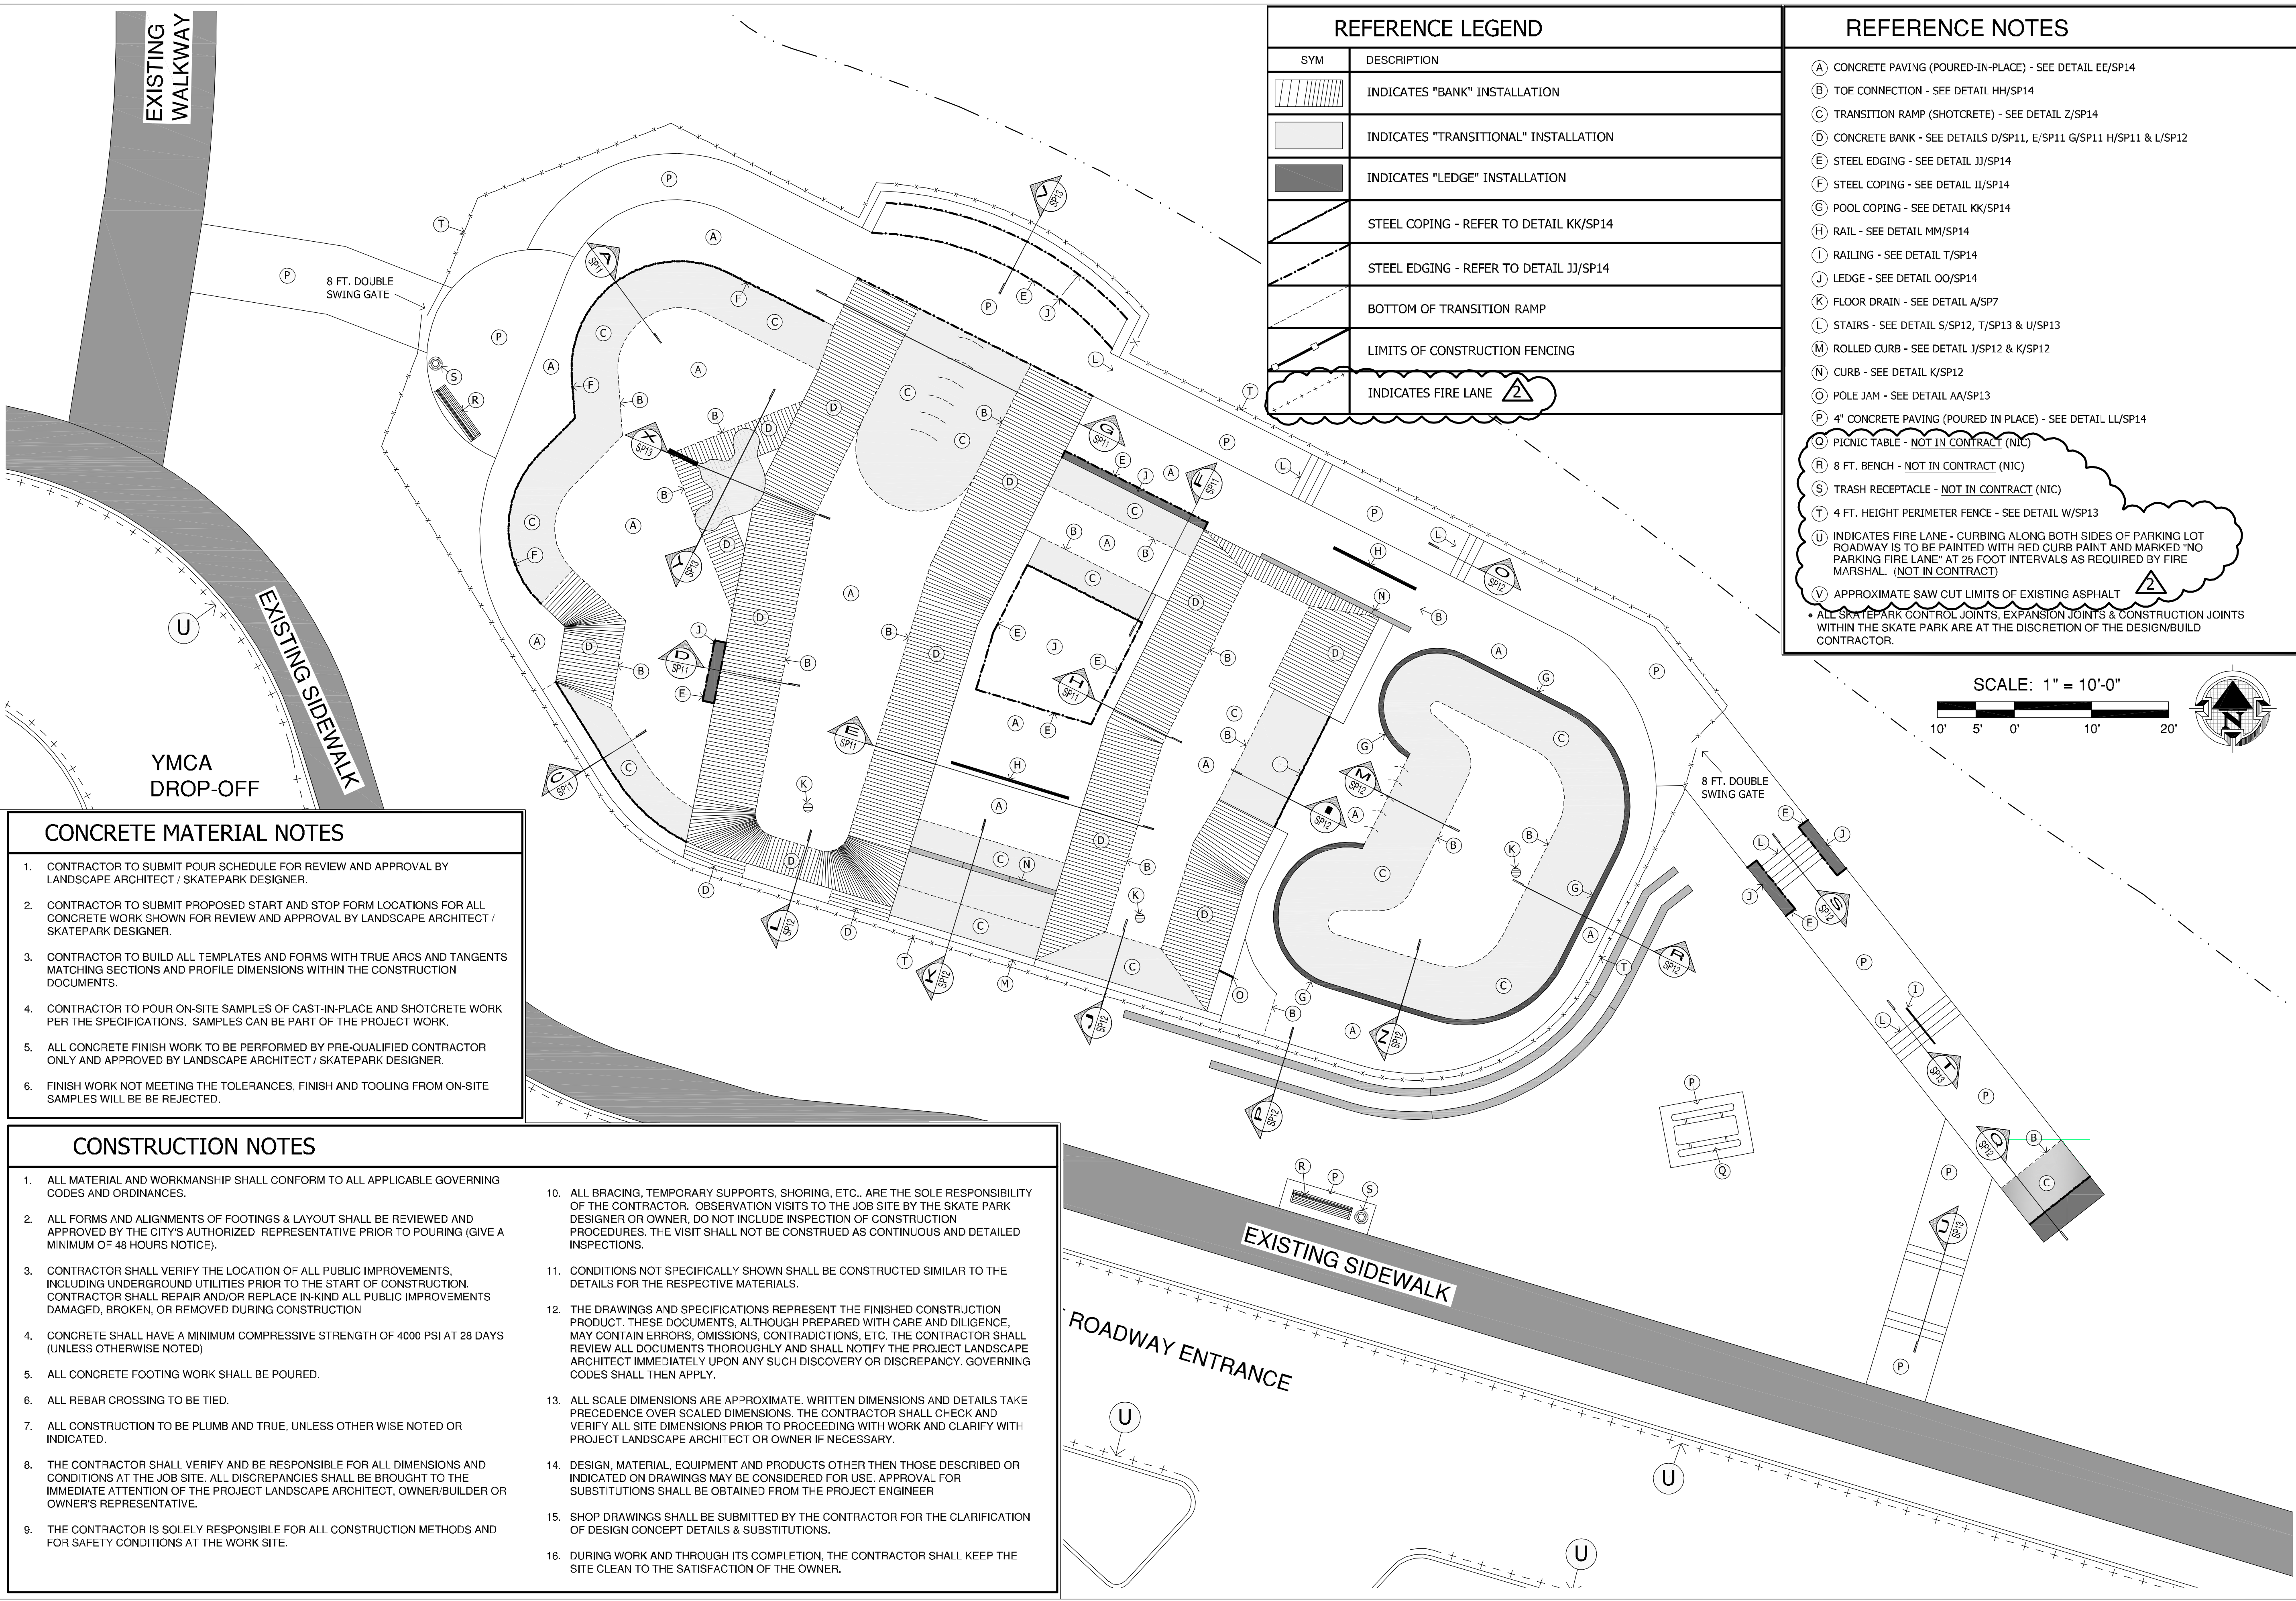 EXISTING
WALKWAY
REFERENCE LEGEND
SYM
DESCRIPTION
INDICATES "BANK" INSTALLATION
INDICATES "TRANSITIONAL" INSTALLATION
INDICATES "LEDGE" INSTALLATION
STEEL COPING - REFER TO DETAIL KK/SP14
STEEL EDGING - REFER TO DETAIL JJ/SP14
BOTTOM OF TRANSITION RAMP
LIMITS OF CONSTRUCTION FENCING
INDICATES FIRE LANE 2
REFERENCE NOTES
A CONCRETE PAVING (POURED-IN-PLACE) - SEE DETAIL EE/SP14
B TOE CONNECTION - SEE DETAIL HH/SP14
C TRANSITION RAMP (SHOTCRETE) - SEE DETAIL Z/SP14
D CONCRETE BANK - SEE DETAILS D/SP11, E/SP11 G/SP11 H/SP11 & L/SP12
E STEEL EDGING - SEE DETAIL JJ/SP14
F STEEL COPING - SEE DETAIL II/SP14
G POOL COPING - SEE DETAIL KK/SP14
H RAIL - SEE DETAIL MM/SP14
I RAILING - SEE DETAIL T/SP14
J LEDGE - SEE DETAIL OO/SP14
K FLOOR DRAIN - SEE DETAIL A/SP7
L STAIRS - SEE DETAIL S/SP12, T/SP13 & U/SP13
M ROLLED CURB - SEE DETAIL J/SP12 & K/SP12
N CURB - SEE DETAIL K/SP12
O POLE JAM - SEE DETAIL AA/SP13
P 4" CONCRETE PAVING (POURED IN PLACE) - SEE DETAIL LL/SP14
Q PICNIC TABLE - NOT IN CONTRACT (NIC)
R 8 FT. BENCH - NOT IN CONTRACT (NIC)
S TRASH RECEPTACLE - NOT IN CONTRACT (NIC)
T 4 FT. HEIGHT PERIMETER FENCE - SEE DETAIL W/SP13
U INDICATES FIRE LANE - CURBING ALONG BOTH SIDES OF PARKING LOT
ROADWAY IS TO BE PAINTED WITH RED CURB PAINT AND MARKED "NO
PARKING FIRE LANE" AT 25 FOOT INTERVALS AS REQUIRED BY FIRE
MARSHAL. (NOT IN CONTRACT)
V APPROXIMATE SAW CUT LIMITS OF EXISTING ASPHALT 2
• ALL SKATEPARK CONTROL JOINTS, EXPANSION JOINTS & CONSTRUCTION JOINTS
WITHIN THE SKATE PARK ARE AT THE DISCRETION OF THE DESIGN/BUILD
CONTRACTOR.
SCALE: 1" = 10'-0"
10' 5' 0' 10' 20'
N
8 FT. DOUBLE
SWING GATE
8 FT. DOUBLE
SWING GATE
A SP11
V SP13
X SP13
Y SP13
G SP11
F SP11
O SP12
D SP11
E SP11
H SP11
C SP11
M SP12
I SP12
L SP12
K SP12
J SP12
N SP12
P SP12
R SP12
S SP12
T SP13
Q SP12
U SP13
EXISTING SIDEWALK
YMCA
DROP-OFF
EXISTING SIDEWALK
ROADWAY ENTRANCE
U
U
U
U
CONCRETE MATERIAL NOTES
1. CONTRACTOR TO SUBMIT POUR SCHEDULE FOR REVIEW AND APPROVAL BY
LANDSCAPE ARCHITECT / SKATEPARK DESIGNER.
2. CONTRACTOR TO SUBMIT PROPOSED START AND STOP FORM LOCATIONS FOR ALL
CONCRETE WORK SHOWN FOR REVIEW AND APPROVAL BY LANDSCAPE ARCHITECT /
SKATEPARK DESIGNER.
3. CONTRACTOR TO BUILD ALL TEMPLATES AND FORMS WITH TRUE ARCS AND TANGENTS
MATCHING SECTIONS AND PROFILE DIMENSIONS WITHIN THE CONSTRUCTION
DOCUMENTS.
4. CONTRACTOR TO POUR ON-SITE SAMPLES OF CAST-IN-PLACE AND SHOTCRETE WORK
PER THE SPECIFICATIONS. SAMPLES CAN BE PART OF THE PROJECT WORK.
5. ALL CONCRETE FINISH WORK TO BE PERFORMED BY PRE-QUALIFIED CONTRACTOR
ONLY AND APPROVED BY LANDSCAPE ARCHITECT / SKATEPARK DESIGNER.
6. FINISH WORK NOT MEETING THE TOLERANCES, FINISH AND TOOLING FROM ON-SITE
SAMPLES WILL BE BE REJECTED.
CONSTRUCTION NOTES
1. ALL MATERIAL AND WORKMANSHIP SHALL CONFORM TO ALL APPLICABLE GOVERNING
CODES AND ORDINANCES.
2. ALL FORMS AND ALIGNMENTS OF FOOTINGS & LAYOUT SHALL BE REVIEWED AND
APPROVED BY THE CITY'S AUTHORIZED REPRESENTATIVE PRIOR TO POURING (GIVE A
MINIMUM OF 48 HOURS NOTICE).
3. CONTRACTOR SHALL VERIFY THE LOCATION OF ALL PUBLIC IMPROVEMENTS,
INCLUDING UNDERGROUND UTILITIES PRIOR TO THE START OF CONSTRUCTION.
CONTRACTOR SHALL REPAIR AND/OR REPLACE IN-KIND ALL PUBLIC IMPROVEMENTS
DAMAGED, BROKEN, OR REMOVED DURING CONSTRUCTION
4. CONCRETE SHALL HAVE A MINIMUM COMPRESSIVE STRENGTH OF 4000 PSI AT 28 DAYS
(UNLESS OTHERWISE NOTED)
5. ALL CONCRETE FOOTING WORK SHALL BE POURED.
6. ALL REBAR CROSSING TO BE TIED.
7. ALL CONSTRUCTION TO BE PLUMB AND TRUE, UNLESS OTHER WISE NOTED OR
INDICATED.
8. THE CONTRACTOR SHALL VERIFY AND BE RESPONSIBLE FOR ALL DIMENSIONS AND
CONDITIONS AT THE JOB SITE. ALL DISCREPANCIES SHALL BE BROUGHT TO THE
IMMEDIATE ATTENTION OF THE PROJECT LANDSCAPE ARCHITECT, OWNER/BUILDER OR
OWNER'S REPRESENTATIVE.
9. THE CONTRACTOR IS SOLELY RESPONSIBLE FOR ALL CONSTRUCTION METHODS AND
FOR SAFETY CONDITIONS AT THE WORK SITE.
10. ALL BRACING, TEMPORARY SUPPORTS, SHORING, ETC.. ARE THE SOLE RESPONSIBILITY
OF THE CONTRACTOR. OBSERVATION VISITS TO THE JOB SITE BY THE SKATE PARK
DESIGNER OR OWNER, DO NOT INCLUDE INSPECTION OF CONSTRUCTION
PROCEDURES. THE VISIT SHALL NOT BE CONSTRUED AS CONTINUOUS AND DETAILED
INSPECTIONS.
11. CONDITIONS NOT SPECIFICALLY SHOWN SHALL BE CONSTRUCTED SIMILAR TO THE
DETAILS FOR THE RESPECTIVE MATERIALS.
12. THE DRAWINGS AND SPECIFICATIONS REPRESENT THE FINISHED CONSTRUCTION
PRODUCT. THESE DOCUMENTS, ALTHOUGH PREPARED WITH CARE AND DILIGENCE,
MAY CONTAIN ERRORS, OMISSIONS, CONTRADICTIONS, ETC. THE CONTRACTOR SHALL
REVIEW ALL DOCUMENTS THOROUGHLY AND SHALL NOTIFY THE PROJECT LANDSCAPE
ARCHITECT IMMEDIATELY UPON ANY SUCH DISCOVERY OR DISCREPANCY. GOVERNING
CODES SHALL THEN APPLY.
13. ALL SCALE DIMENSIONS ARE APPROXIMATE. WRITTEN DIMENSIONS AND DETAILS TAKE
PRECEDENCE OVER SCALED DIMENSIONS. THE CONTRACTOR SHALL CHECK AND
VERIFY ALL SITE DIMENSIONS PRIOR TO PROCEEDING WITH WORK AND CLARIFY WITH
PROJECT LANDSCAPE ARCHITECT OR OWNER IF NECESSARY.
14. DESIGN, MATERIAL, EQUIPMENT AND PRODUCTS OTHER THEN THOSE DESCRIBED OR
INDICATED ON DRAWINGS MAY BE CONSIDERED FOR USE. APPROVAL FOR
SUBSTITUTIONS SHALL BE OBTAINED FROM THE PROJECT ENGINEER
15. SHOP DRAWINGS SHALL BE SUBMITTED BY THE CONTRACTOR FOR THE CLARIFICATION
OF DESIGN CONCEPT DETAILS & SUBSTITUTIONS.
16. DURING WORK AND THROUGH ITS COMPLETION, THE CONTRACTOR SHALL KEEP THE
SITE CLEAN TO THE SATISFACTION OF THE OWNER.